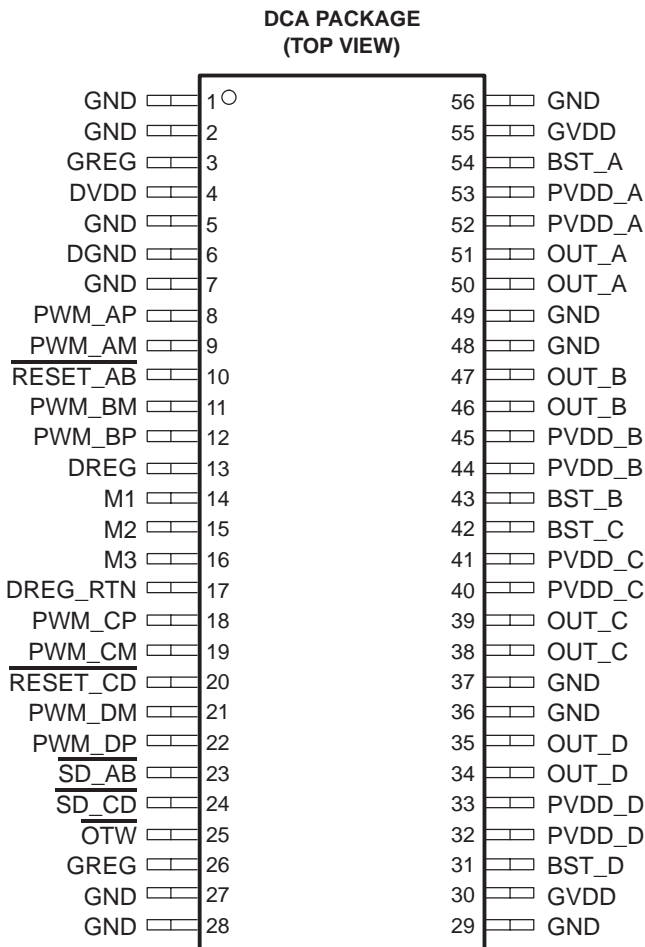 DCA PACKAGE
(TOP VIEW)
GND 1 56 GND
GND 2 55 GVDD
GREG 3 54 BST_A
DVDD 4 53 PVDD_A
GND 5 52 PVDD_A
DGND 6 51 OUT_A
GND 7 50 OUT_A
PWM_AP 8 49 GND
PWM_AM 9 48 GND
RESET_AB 10 47 OUT_B
PWM_BM 11 46 OUT_B
PWM_BP 12 45 PVDD_B
DREG 13 44 PVDD_B
M1 14 43 BST_B
M2 15 42 BST_C
M3 16 41 PVDD_C
DREG_RTN 17 40 PVDD_C
PWM_CP 18 39 OUT_C
PWM_CM 19 38 OUT_C
RESET_CD 20 37 GND
PWM_DM 21 36 GND
PWM_DP 22 35 OUT_D
SD_AB 23 34 OUT_D
SD_CD 24 33 PVDD_D
OTW 25 32 PVDD_D
GREG 26 31 BST_D
GND 27 30 GVDD
GND 28 29 GND